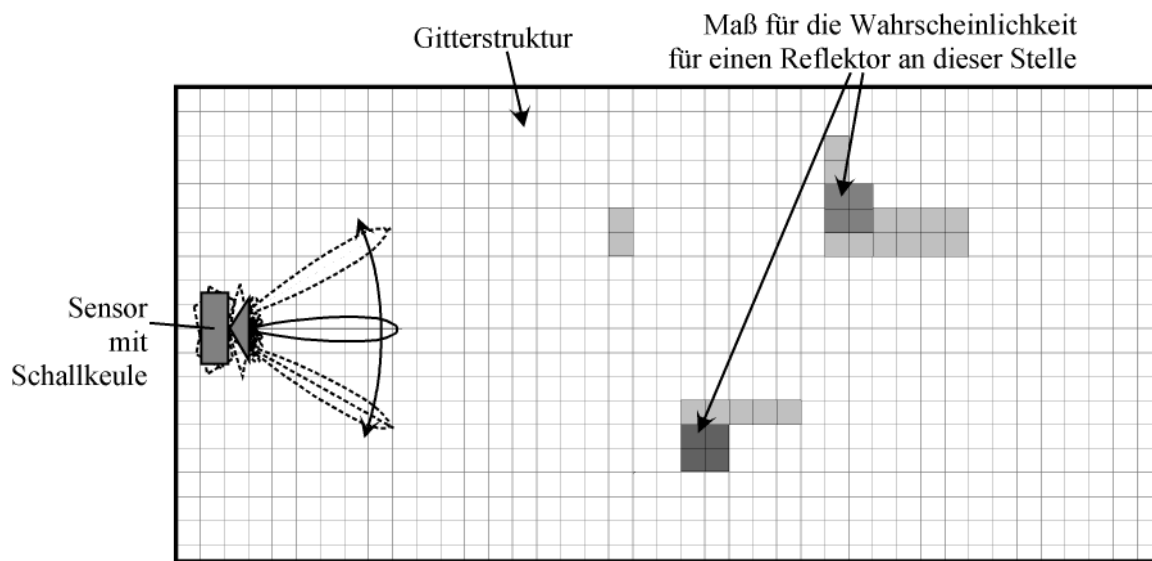 Gitterstruktur
Maß für die Wahrscheinlichkeit
für einen Reflektor an dieser Stelle
Sensor
mit
Schallkeule